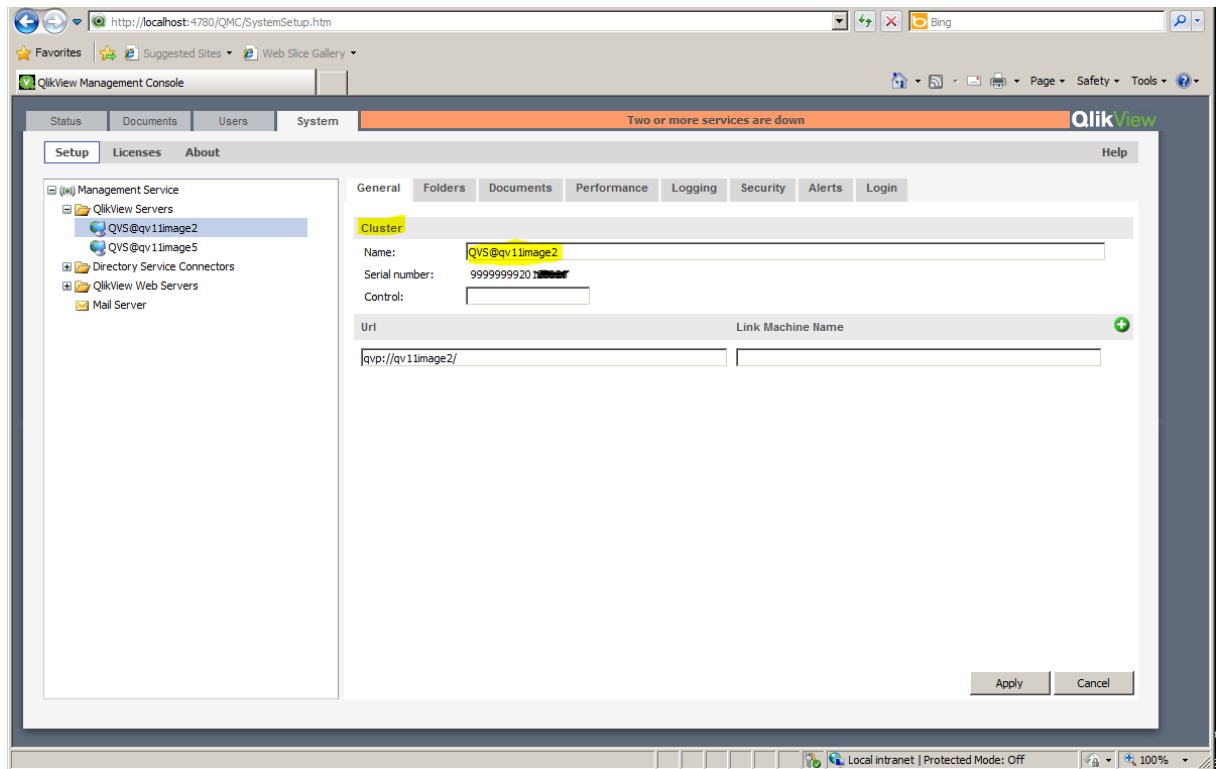 http://localhost:4780/QMC/SystemSetup.htm
Bing
Favorites Suggested Sites Web Slice Gallery
QlikView Management Console
Page Safety Tools
Status Documents Users System Two or more services are down QlikView
Setup Licenses About Help
Management Service
QlikView Servers
QVS@qv11image2
QVS@qv11image5
Directory Service Connectors
QlikView Web Servers
Mail Server
General Folders Documents Performance Logging Security Alerts Login
Cluster
Name: QVS@qv11image2
Serial number: 9999999920
Control:
Url Link Machine Name
qvp://qv11image2/
Apply Cancel
Local intranet | Protected Mode: Off 100%